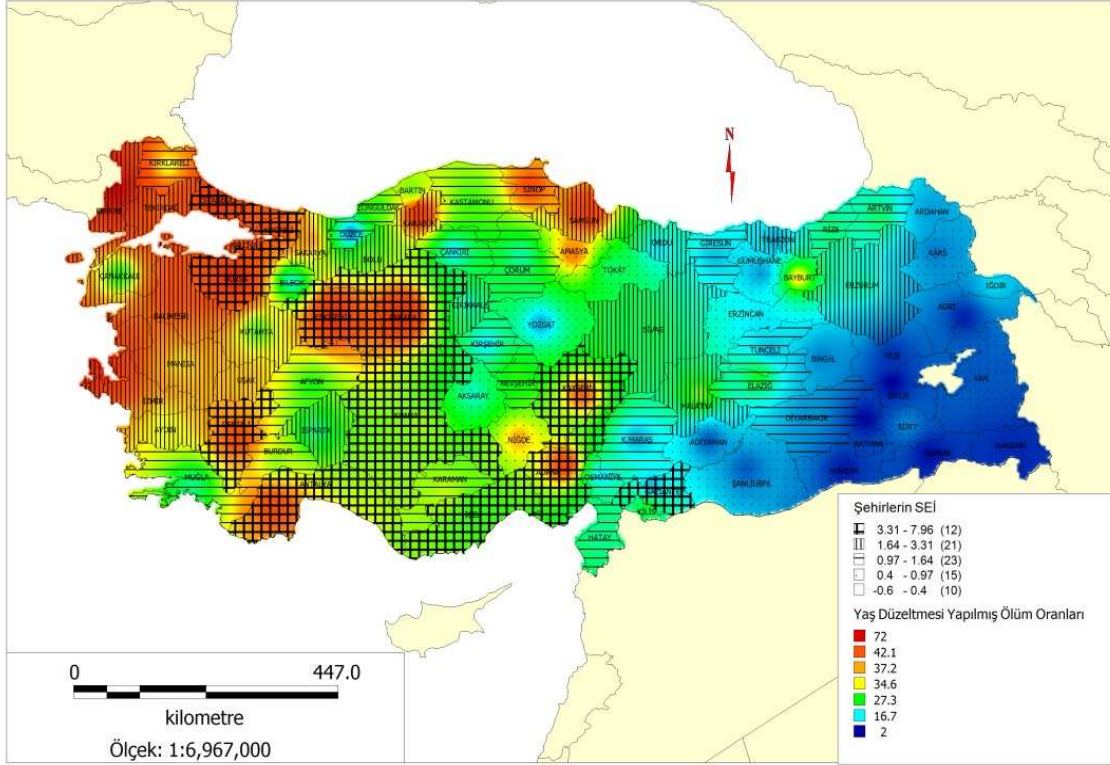 N
KIRKLARELİ
TEKİRDAĞ
ÇANAKKALE
BALIKESİR
MANİSA
İZMİR
AYDIN
MUĞLA
UŞAK
KÜTAHYA
BİLECİK
SAKARYA
DÜZCE
BOLU
ZONGULDAK
BARTIN
KARABÜK
KASTAMONU
SİNOP
SAMSUN
ÇANKIRI
ÇORUM
AMASYA
TOKAT
ORDU
GİRESUN
TRABZON
GÜMÜŞHANE
BAYBURT
RİZE
ARTVİN
ARDAHAN
KARS
IĞDIR
AĞRI
ERZURUM
ERZİNCAN
TUNCELİ
BİNGÖL
MUŞ
BİTLİS
VAN
HAKKARİ
SİİRT
BATMAN
MARDİN
DİYARBAKIR
ELAZIĞ
MALATYA
SİVAS
YOZGAT
KIRIKKALE
KIRŞEHİR
NEVŞEHİR
AKSARAY
NİĞDE
KARAMAN
AFYON
ISPARTA
BURDUR
ANTALYA
K.MARAS
ADIYAMAN
ŞANLIURFA
OSMANİYE
GAZİANTEP
KİLİS
HATAY
Şehirlerin SEİ
3.31 - 7.96 (12)
1.64 - 3.31 (21)
0.97 - 1.64 (23)
0.4 - 0.97 (15)
-0.6 - 0.4 (10)
Yaş Düzeltmesi Yapılmış Ölüm Oranları
72
42.1
37.2
34.6
27.3
16.7
2
0 447.0
kilometre
Ölçek: 1:6,967,000